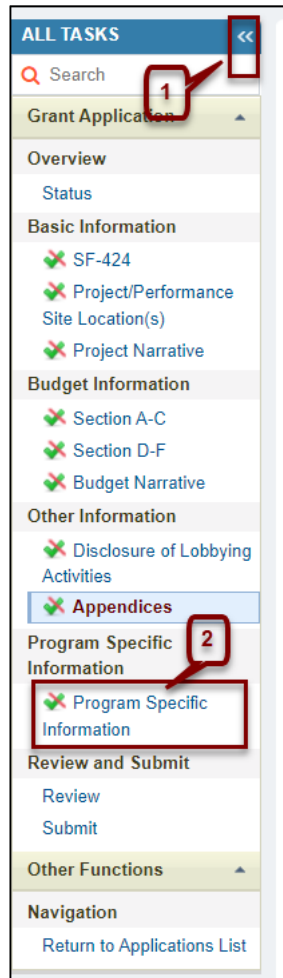 ALL TASKS «
Search
1
Grant Application
Overview
Status
Basic Information
SF-424
Project/Performance
Site Location(s)
Project Narrative
Budget Information
Section A-C
Section D-F
Budget Narrative
Other Information
Disclosure of Lobbying
Activities
Appendices
Program Specific 2
Information
Program Specific
Information
Review and Submit
Review
Submit
Other Functions
Navigation
Return to Applications List